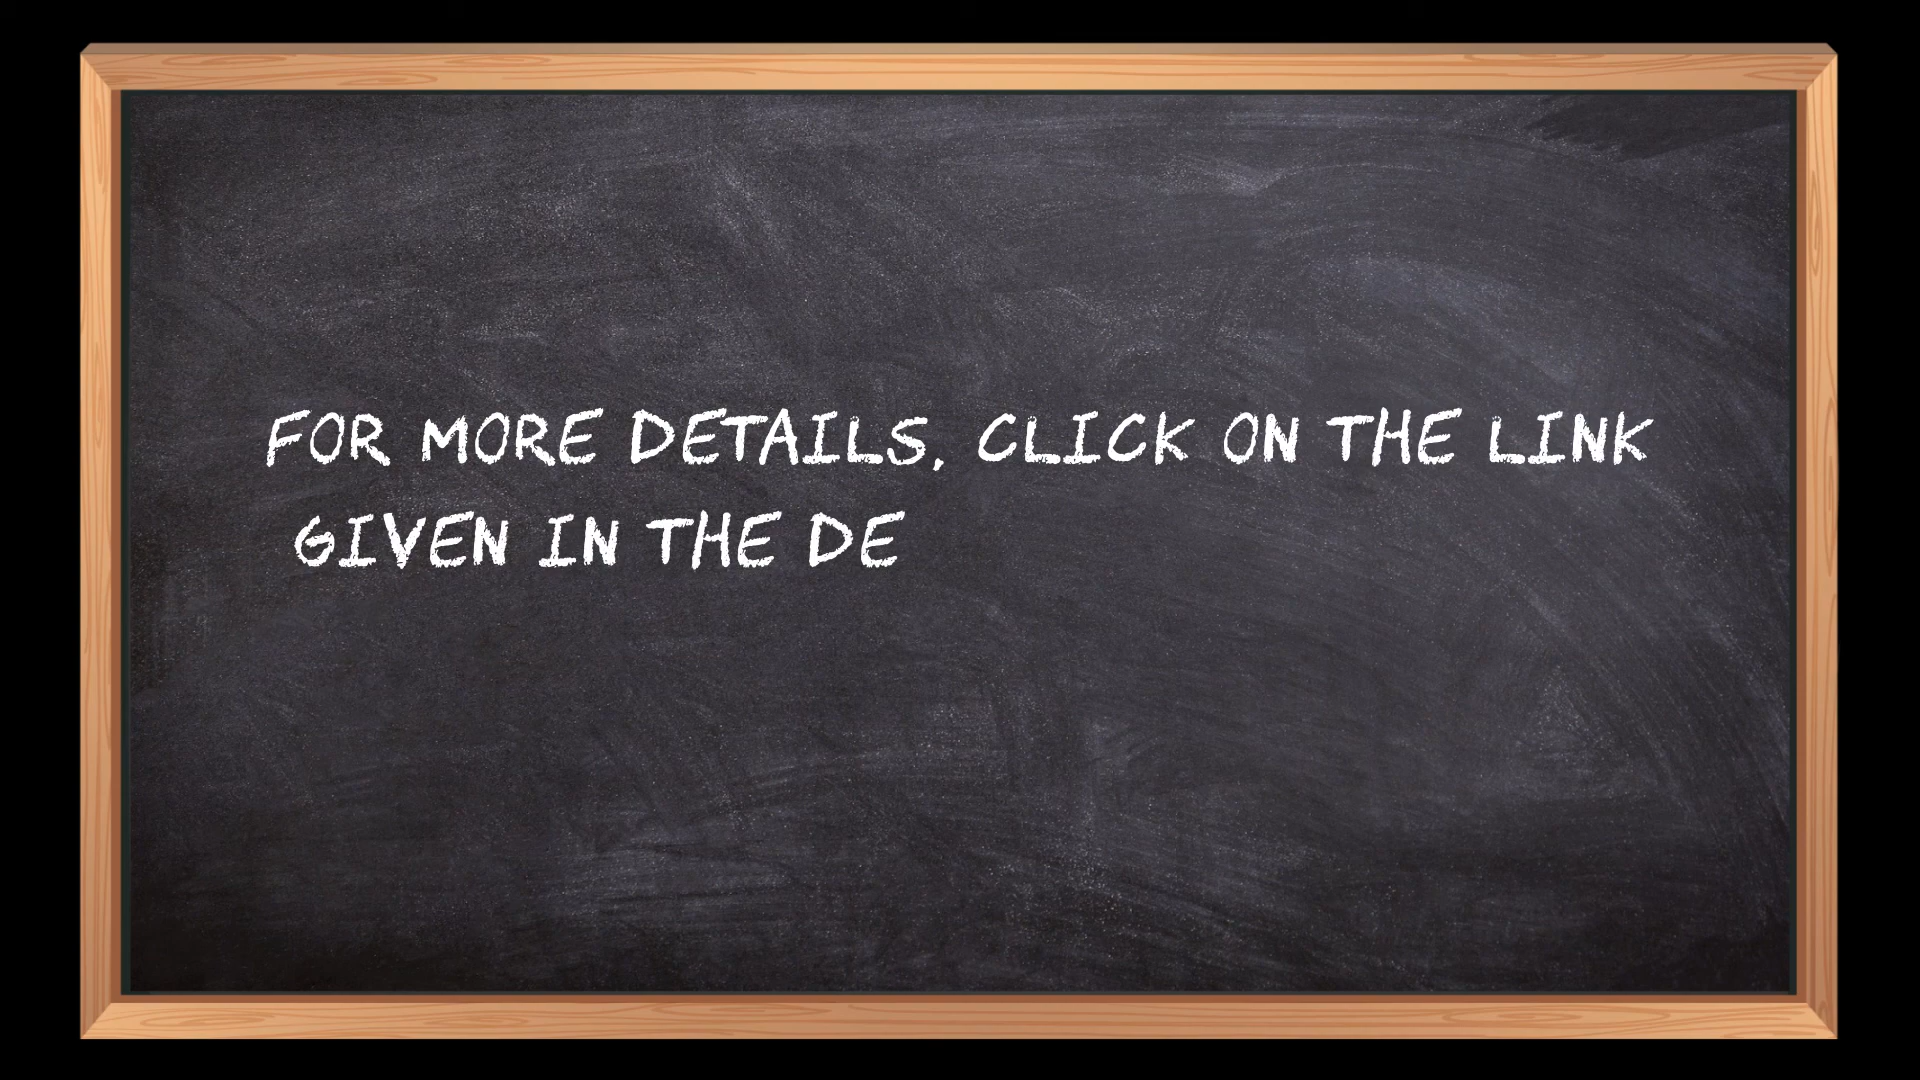 FOR MORE DETAILS, CLICK ON THE LINK
GIVEN IN THE DE